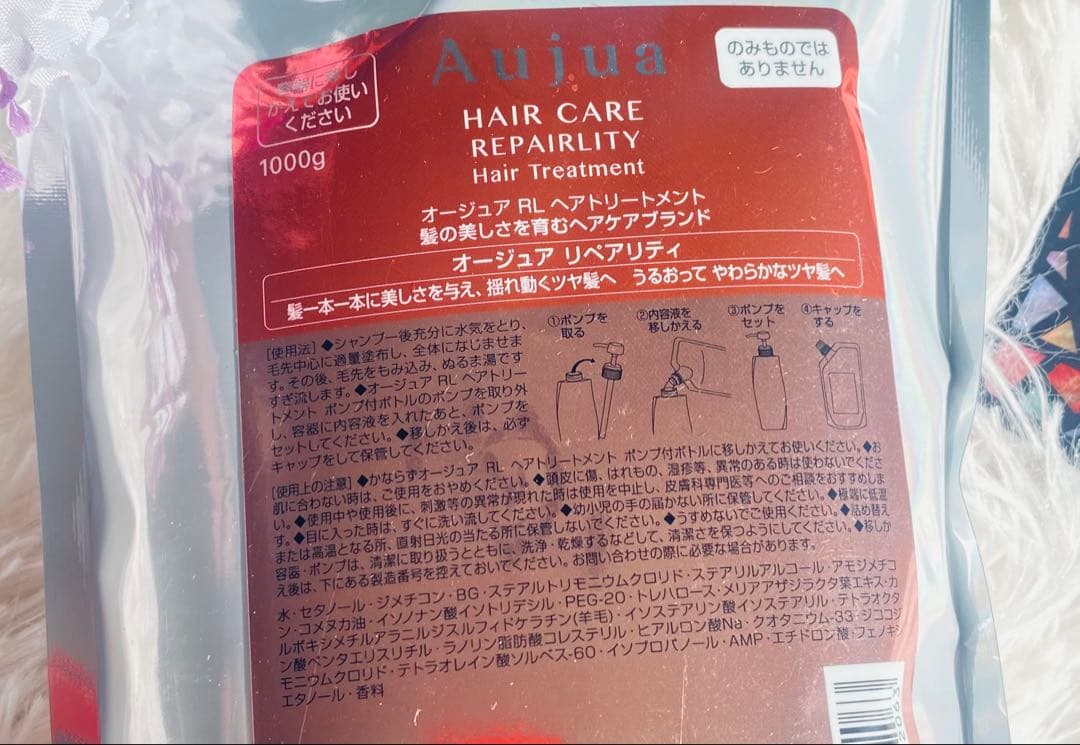 Aujua
のみものでは
ありません
容器に移し
かえてお使い
ください
1000g
HAIR CARE
REPAIRLITY
Hair Treatment
オージュア RL ヘアトリートメント
髪の美しさを育むヘアケアブランド
オージュア リペアリティ
髪一本一本に美しさを与え、揺れ動くツヤ髪へ うるおって やわらかなツヤ髪へ
[使用法]◆シャンプー後充分に水気をとり、
毛先中心に適量塗布し、全体になじませま
す。その後、毛先をもみ込み、ぬるま湯です
すぎ流します。◆オージュア RL ヘアトリー
トメント ポンプ付ボトルのポンプを取り外
し、容器に内容液を入れたあと、ポンプを
セットしてください。◆移しかえ後は、必ず
キャップをして保管してください。
①ポンプを
取る
②内容液を
移しかえる
③ポンプを
セット
④キャップを
する
[使用上の注意]◆かならずオージュア RL ヘアトリートメント ポンプ付ボトルに移しかえてお使いください。◆お
肌に合わない時は、ご使用をおやめください。◆頭皮に傷、はれもの、湿疹等、異常のある時は使わないでくださ
い。◆使用中や使用後に、刺激等の異常が現れた時は使用を中止し、皮膚科専門医等へのご相談をおすすめしま
す。◆目に入った時は、すぐに洗い流してください。◆幼小児の手の届かない所に保管してください。◆極端に低温
または高温となる所、直射日光の当たる所に保管しないでください。◆うすめないでご使用ください。◆詰め替え
容器・ポンプは、清潔に取り扱うとともに、洗浄・乾燥するなどして、清潔さを保つようにしてください。◆移しか
え後は、下にある製造番号を控えておいてください。お問い合わせの際に必要な場合があります。
水・セタノール・ジメチコン・BG・ステアルトリモニウムクロリド・ステアリルアルコール・アモジメチコ
ン・コメヌカ油・イソノナン酸イソトリデシル・PEG-20・トレハロース・メリアアザジラクタ葉エキス・カ
ルボキシメチルアラニルジスルフィドケラチン(羊毛)・イソステアリン酸イソステアリル・テトラオクタ
ン酸ペンタエリスリチル・ラノリン脂肪酸コレステリル・ヒアルロン酸Na・クオタニウム-33・ジココジ
モニウムクロリド・テトラオレイン酸ソルベス-60・イソプロパノール・AMP・エチドロン酸・フェノキシ
エタノール・香料